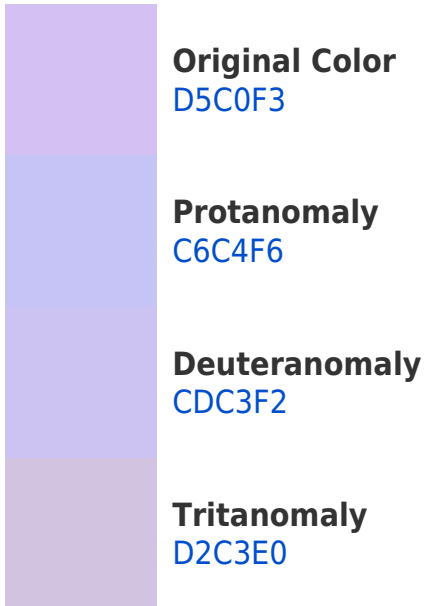 Original Color
D5C0F3
Protanomaly
C6C4F6
Deuteranomaly
CDC3F2
Tritanomaly
D2C3E0